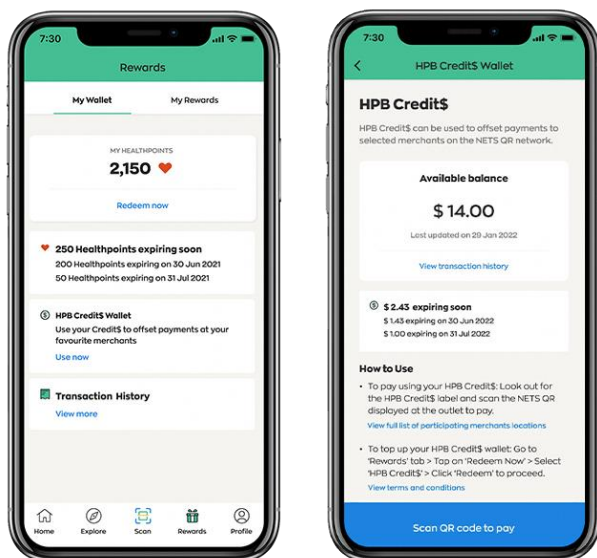 7:30
Rewards
My Wallet
My Rewards
MY HEALTHPOINTS
2,150
Redeem now
250 Healthpoints expiring soon
200 Healthpoints expiring on 30 Jun 2021
50 Healthpoints expiring on 31 Jul 2021
HPB Credit$ Wallet
Use your Credit$ to offset payments at your
favourite merchants
Use now
Transaction History
View more
Home
Explore
Scan
Rewards
Profile
7:30
HPB Credit$ Wallet
HPB Credit$
HPB Credit$ can be used to offset payments to
selected merchants on the NETS QR network.
Available balance
$ 14.00
Last updated on 29 Jan 2022
View transaction history
$ 2.43 expiring soon
$ 1.43 expiring on 30 Jun 2022
$ 1.00 expiring on 31 Jul 2022
How to Use
• To pay using your HPB Credit$: Look out for
the HPB Credit$ label and scan the NETS QR
displayed at the outlet to pay.
View full list of participating merchants locations
• To top up your HPB Credit$ wallet: Go to
'Rewards' tab > Tap on 'Redeem Now' > Select
'HPB Credit$' > Click 'Redeem' to proceed.
View terms and conditions
Scan QR code to pay